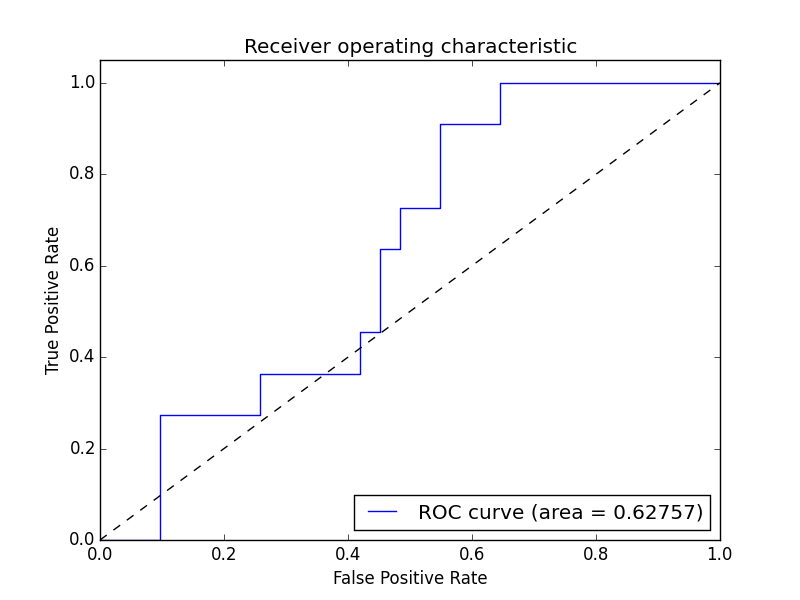 Receiver operating characteristic
1.0
0.8
0.6
0.4
0.2
0.0
True Positive Rate
ROC curve (area = 0.62757)
0.0 0.2 0.4 0.6 0.8 1.0
False Positive Rate